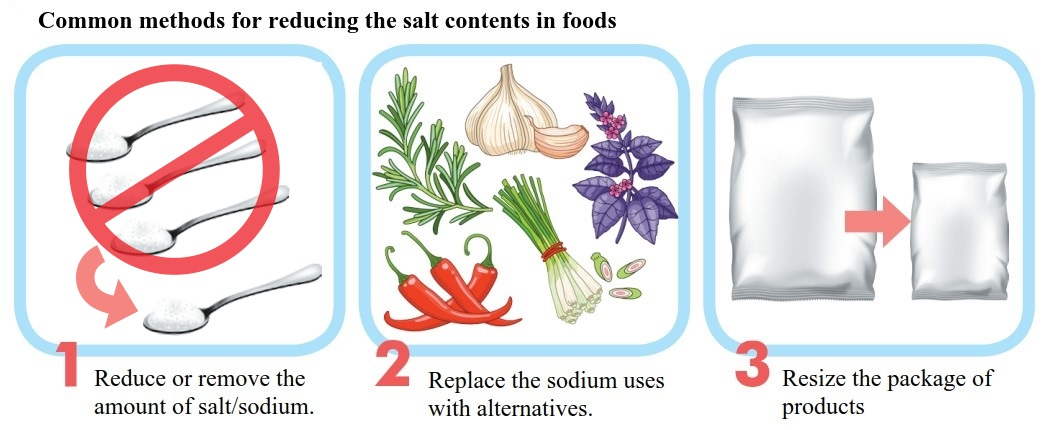 Common methods for reducing the salt contents in foods
1
Reduce or remove the
amount of salt/sodium.
2
Replace the sodium uses
with alternatives.
3
Resize the package of
products